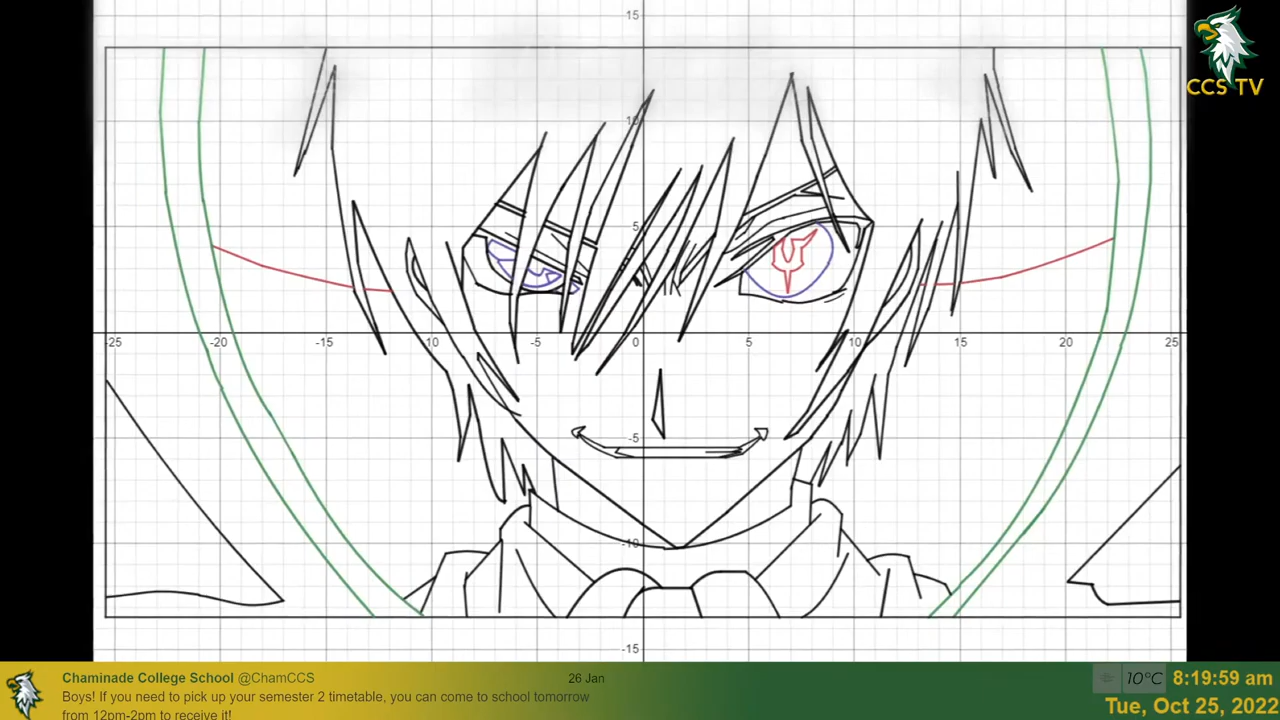 15
CCS TV
10
5
-25
-20
-15
-10
-5
0
5
10
15
20
25
-5
-10
-15
Chaminade College School @ChamCCS
26 Jan
Boys! If you need to pick up your semester 2 timetable, you can come to school tomorrow
from 12pm-2pm to receive it!
10°C
8:19:59 am
Tue, Oct 25, 2022